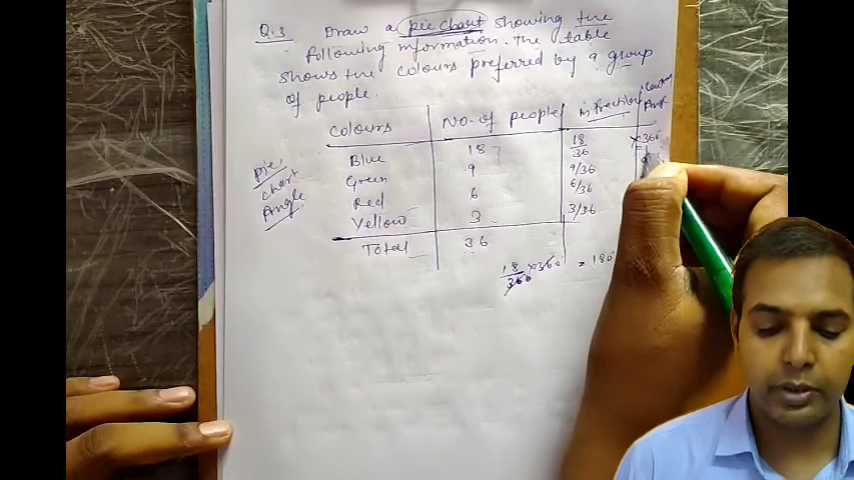 Q.3 Draw a pie chart showing the
following information. The table
shows the colours preferred by a group
of people.
Pie chart Angle
Colours No. of people in Fraction Angle
Blue 18 18/36 × 360°
Green 9 9/36
Red 6 6/36
Yellow 3 3/36
Total 36
18/360 × 360 = 180°